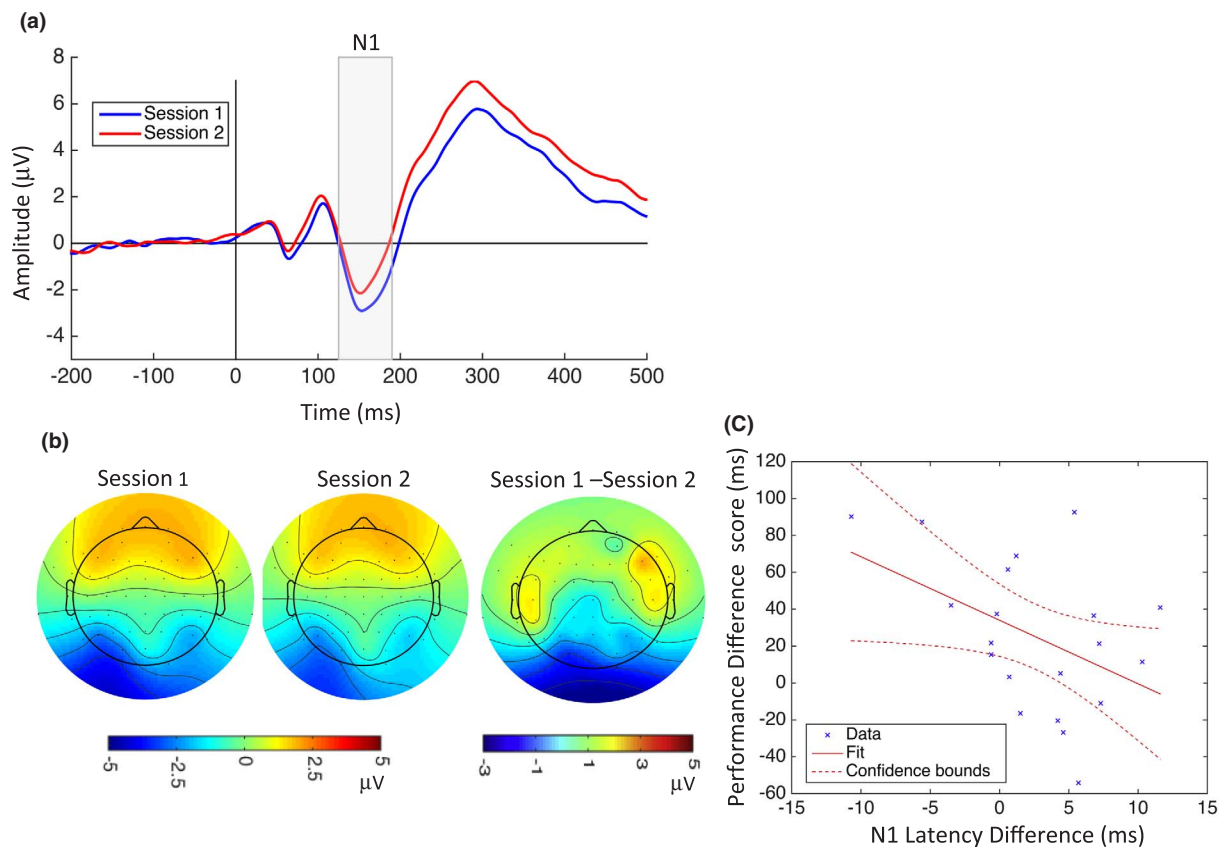 (a)
N1
8
6
4
2
0
-2
-4
Amplitude (μV)
Session 1
Session 2
-200 -100 0 100 200 300 400 500
Time (ms)
(b)
Session 1
Session 2
Session 1 –Session 2
-5 -2.5 0 2.5 5
μV
-3 -1 1 3 5
μV
(C)
Performance Difference score (ms)
120
100
80
60
40
20
0
-20
-40
-60
Data
Fit
Confidence bounds
-15 -10 -5 0 5 10 15
N1 Latency Difference (ms)